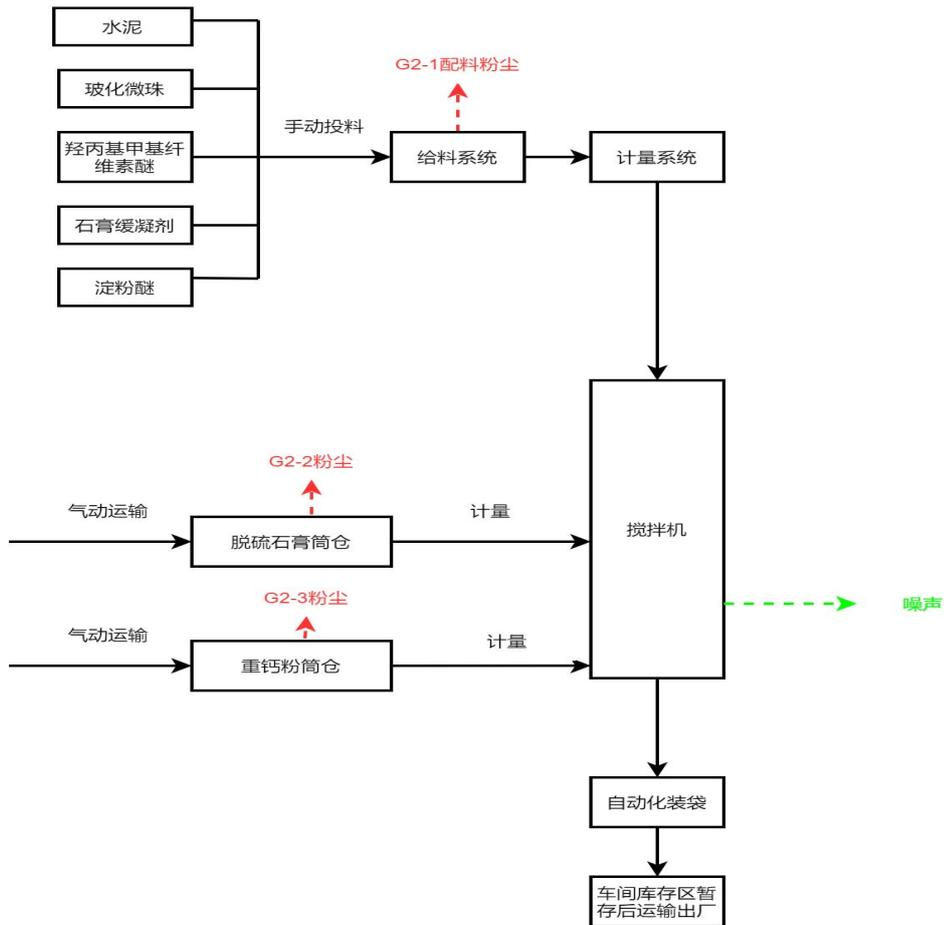 水泥
G2-1配料粉尘
玻化微珠
手动投料
羟丙基甲基纤
维素醚
给料系统
计量系统
石膏缓凝剂
淀粉醚
G2-2粉尘
气动运输
计量
脱硫石膏筒仓
搅拌机
G2-3粉尘
噪声
气动运输
计量
重钙粉筒仓
自动化装袋
车间库存区暂
存后运输出厂